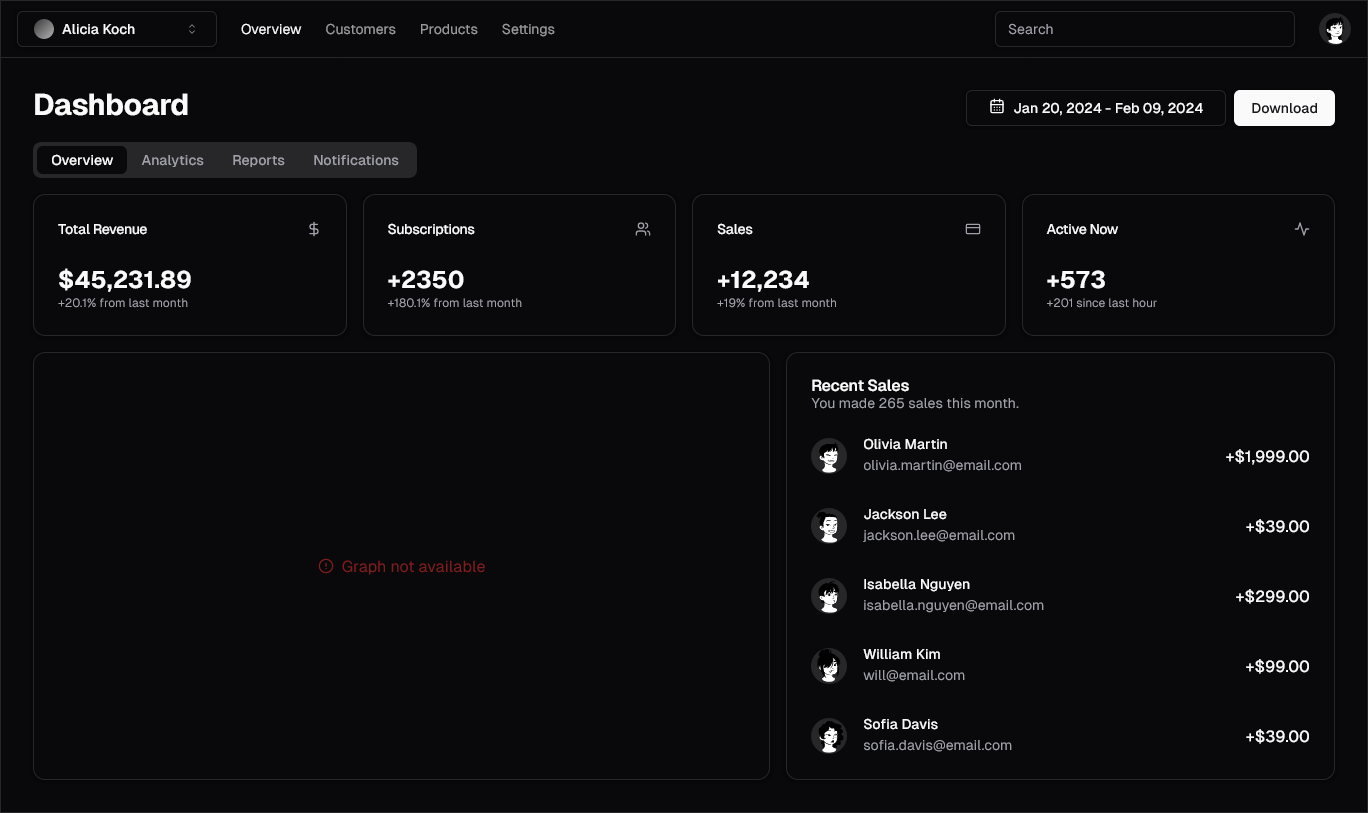 Alicia Koch
Overview Customers Products Settings
Search
Dashboard
Jan 20, 2024 - Feb 09, 2024
Download
Overview Analytics Reports Notifications
Total Revenue
$45,231.89
+20.1% from last month
Subscriptions
+2350
+180.1% from last month
Sales
+12,234
+19% from last month
Active Now
+573
+201 since last hour
Graph not available
Recent Sales
You made 265 sales this month.
Olivia Martin
olivia.martin@email.com
+$1,999.00
Jackson Lee
jackson.lee@email.com
+$39.00
Isabella Nguyen
isabella.nguyen@email.com
+$299.00
William Kim
will@email.com
+$99.00
Sofia Davis
sofia.davis@email.com
+$39.00